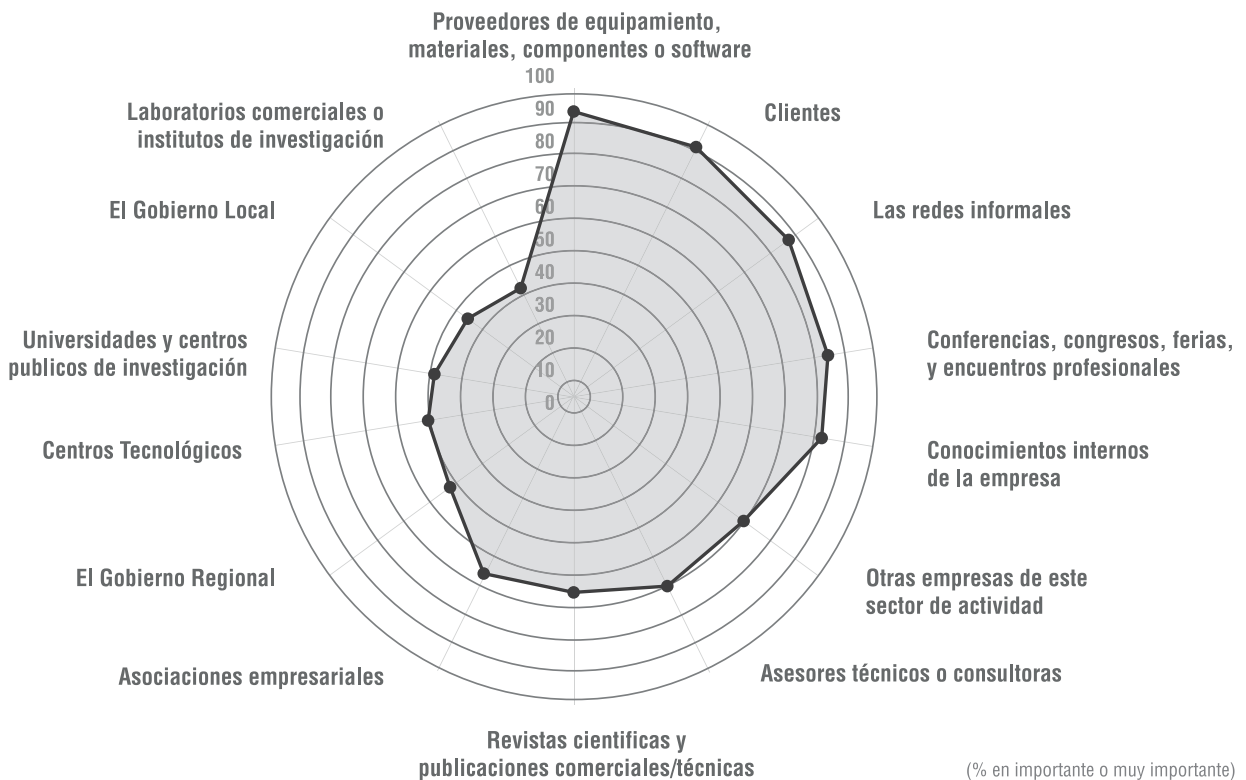 Proveedores de equipamiento,
materiales, componentes o software
100
90
80
70
60
50
40
30
20
10
0
Clientes
Las redes informales
Conferencias, congresos, ferias,
y encuentros profesionales
Conocimientos internos
de la empresa
Otras empresas de este
sector de actividad
Asesores técnicos o consultoras
Revistas cientificas y
publicaciones comerciales/técnicas
Asociaciones empresariales
El Gobierno Regional
Centros Tecnológicos
Universidades y centros
publicos de investigación
El Gobierno Local
Laboratorios comerciales o
institutos de investigación
(% en importante o muy importante)